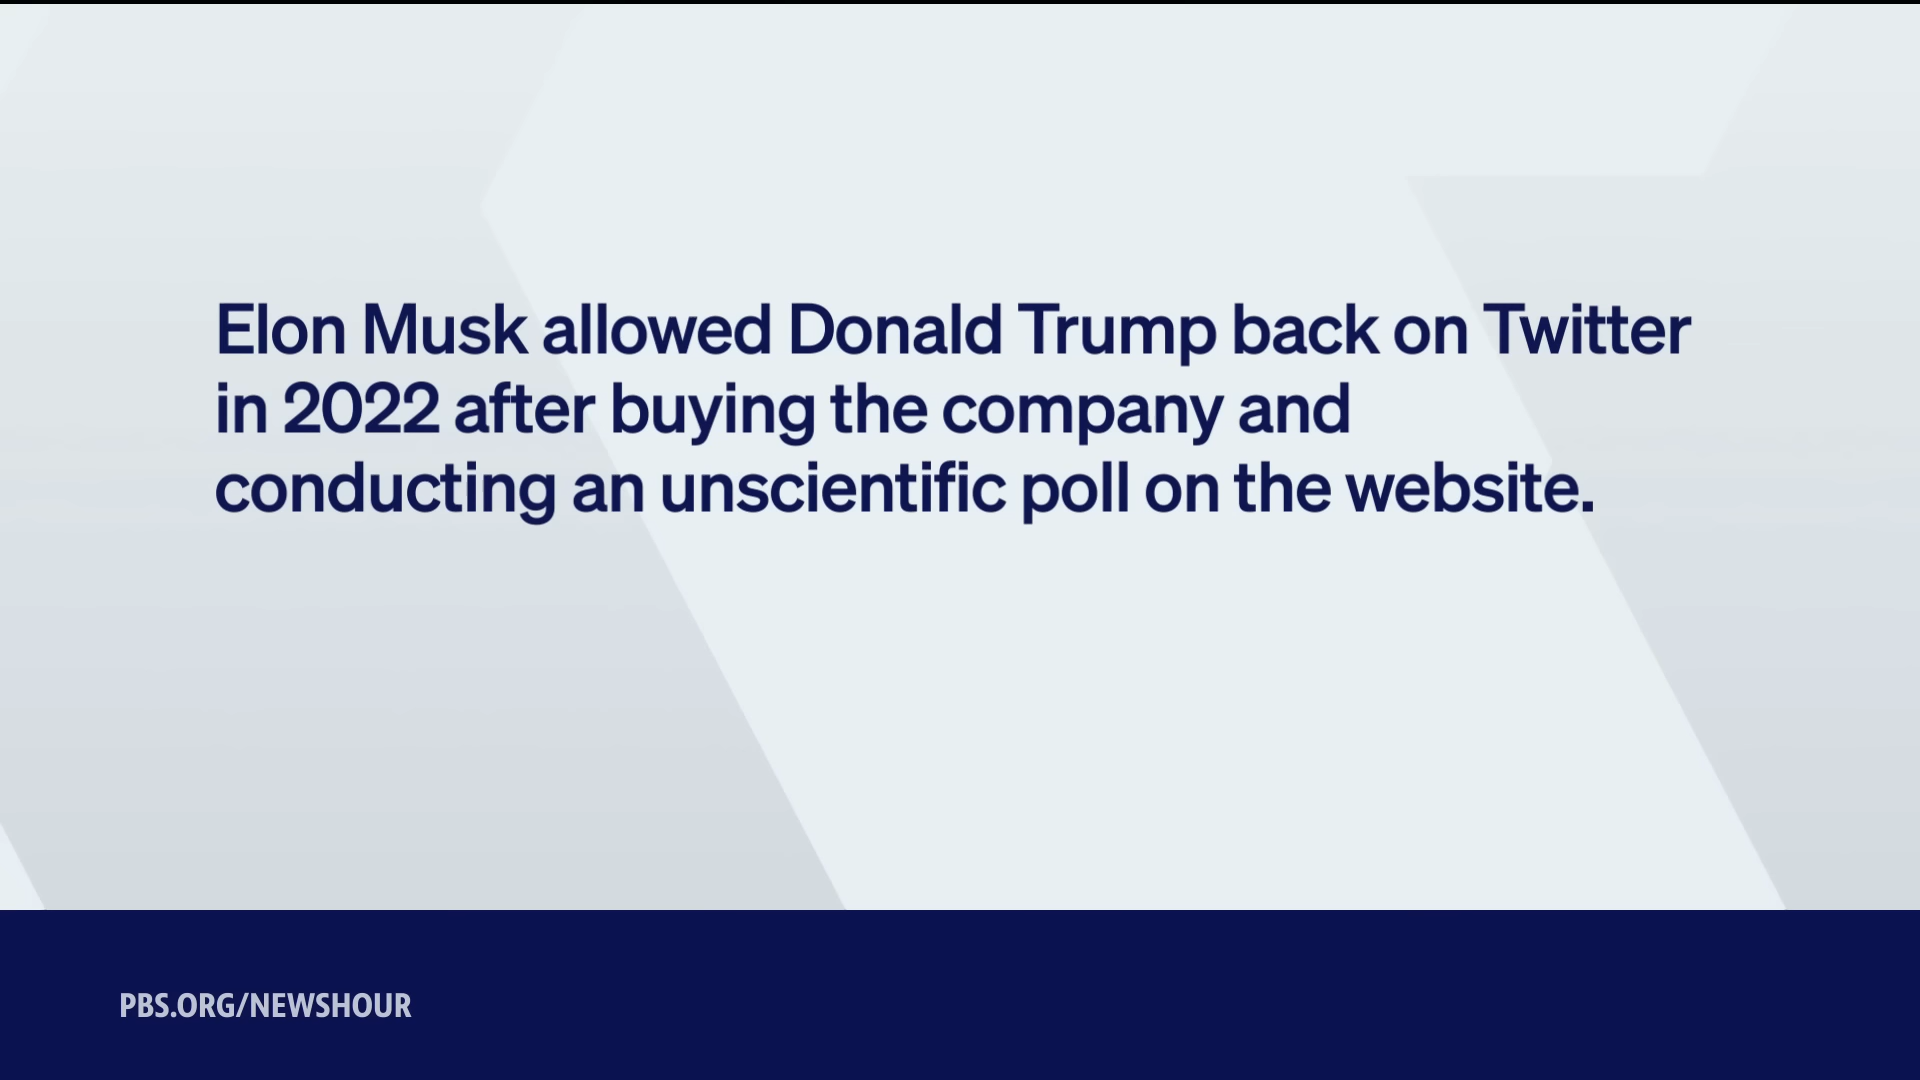 Elon Musk allowed Donald Trump back on Twitter
in 2022 after buying the company and
conducting an unscientific poll on the website.
PBS.ORG/NEWSHOUR